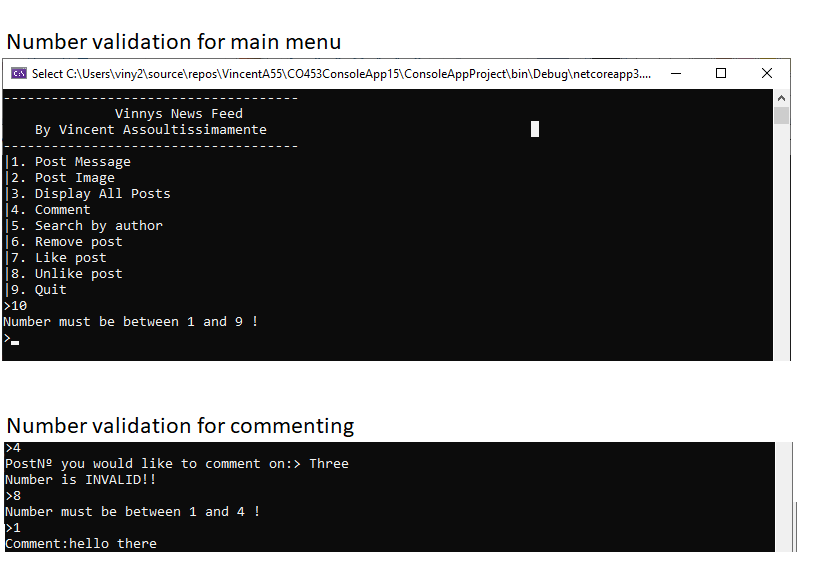 Number validation for main menu
Select C:\Users\viny2\source\repos\VincentA55\CO453ConsoleApp15\ConsoleAppProject\bin\Debug\netcoreapp3....
-------------------------------------
Vinnys News Feed
By Vincent Assoultissimamente
-------------------------------------
|1. Post Message
|2. Post Image
|3. Display All Posts
|4. Comment
|5. Search by author
|6. Remove post
|7. Like post
|8. Unlike post
|9. Quit
>10
Number must be between 1 and 9 !
>
Number validation for commenting
>4
PostNº you would like to comment on:> Three
Number is INVALID!!
>8
Number must be between 1 and 4 !
>1
Comment:hello there